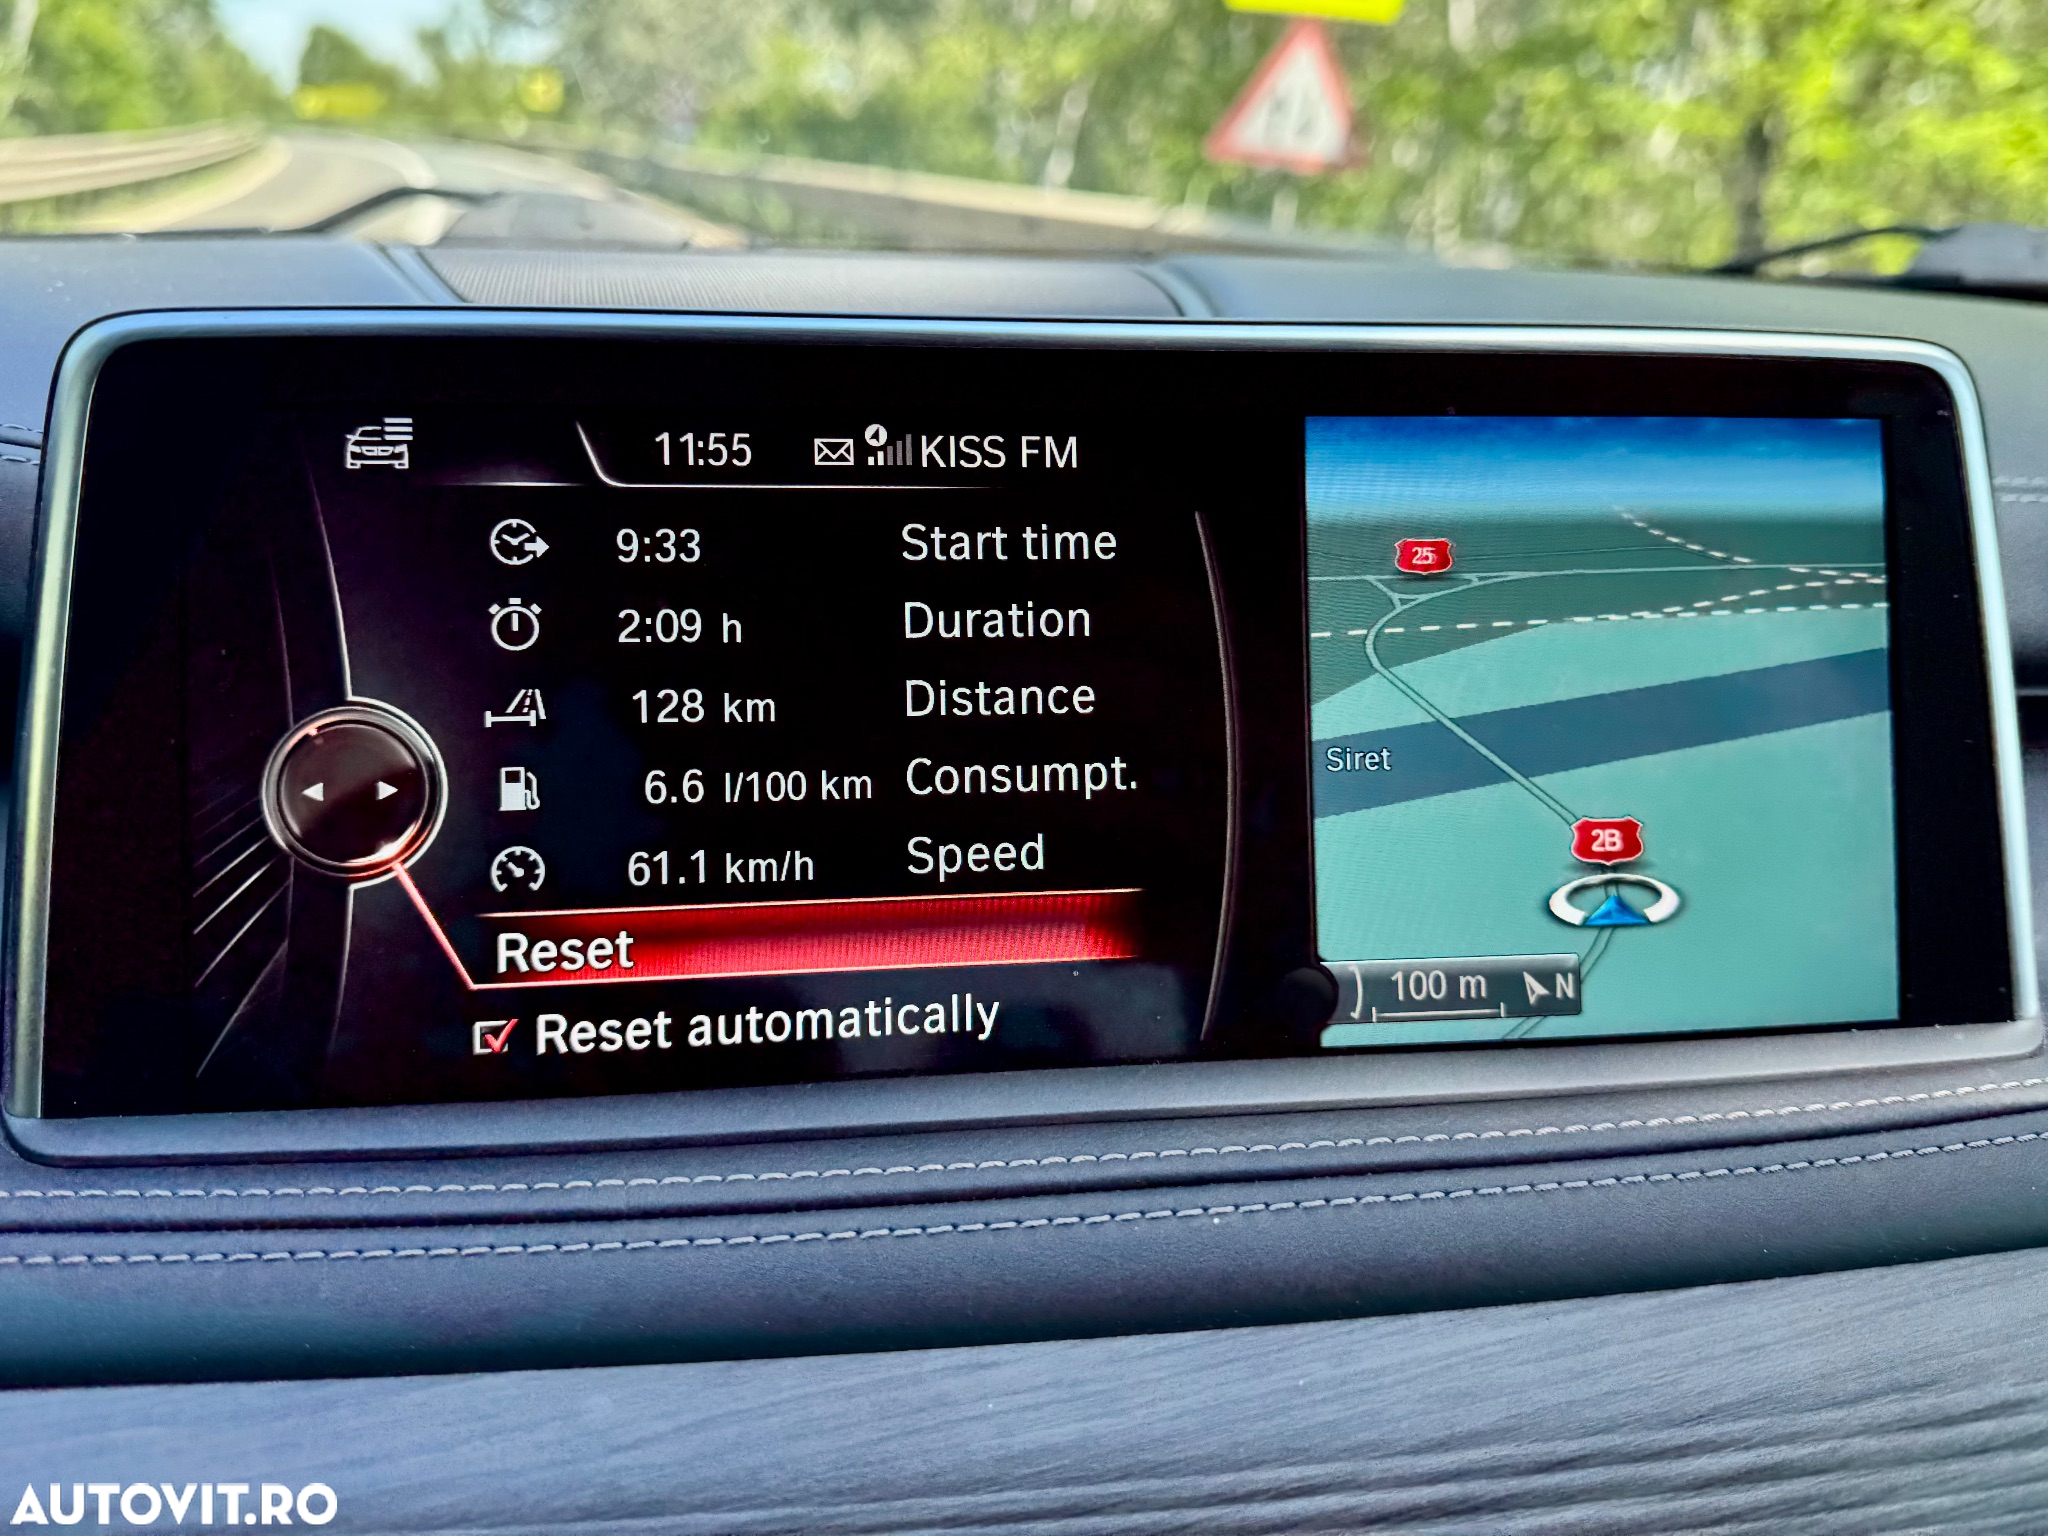 11:55 KISS FM
9:33 Start time
2:09 h Duration
128 km Distance
6.6 l/100 km Consumpt.
61.1 km/h Speed
Reset
Reset automatically
25
Siret
2B
100 m N
AUTOVIT.RO